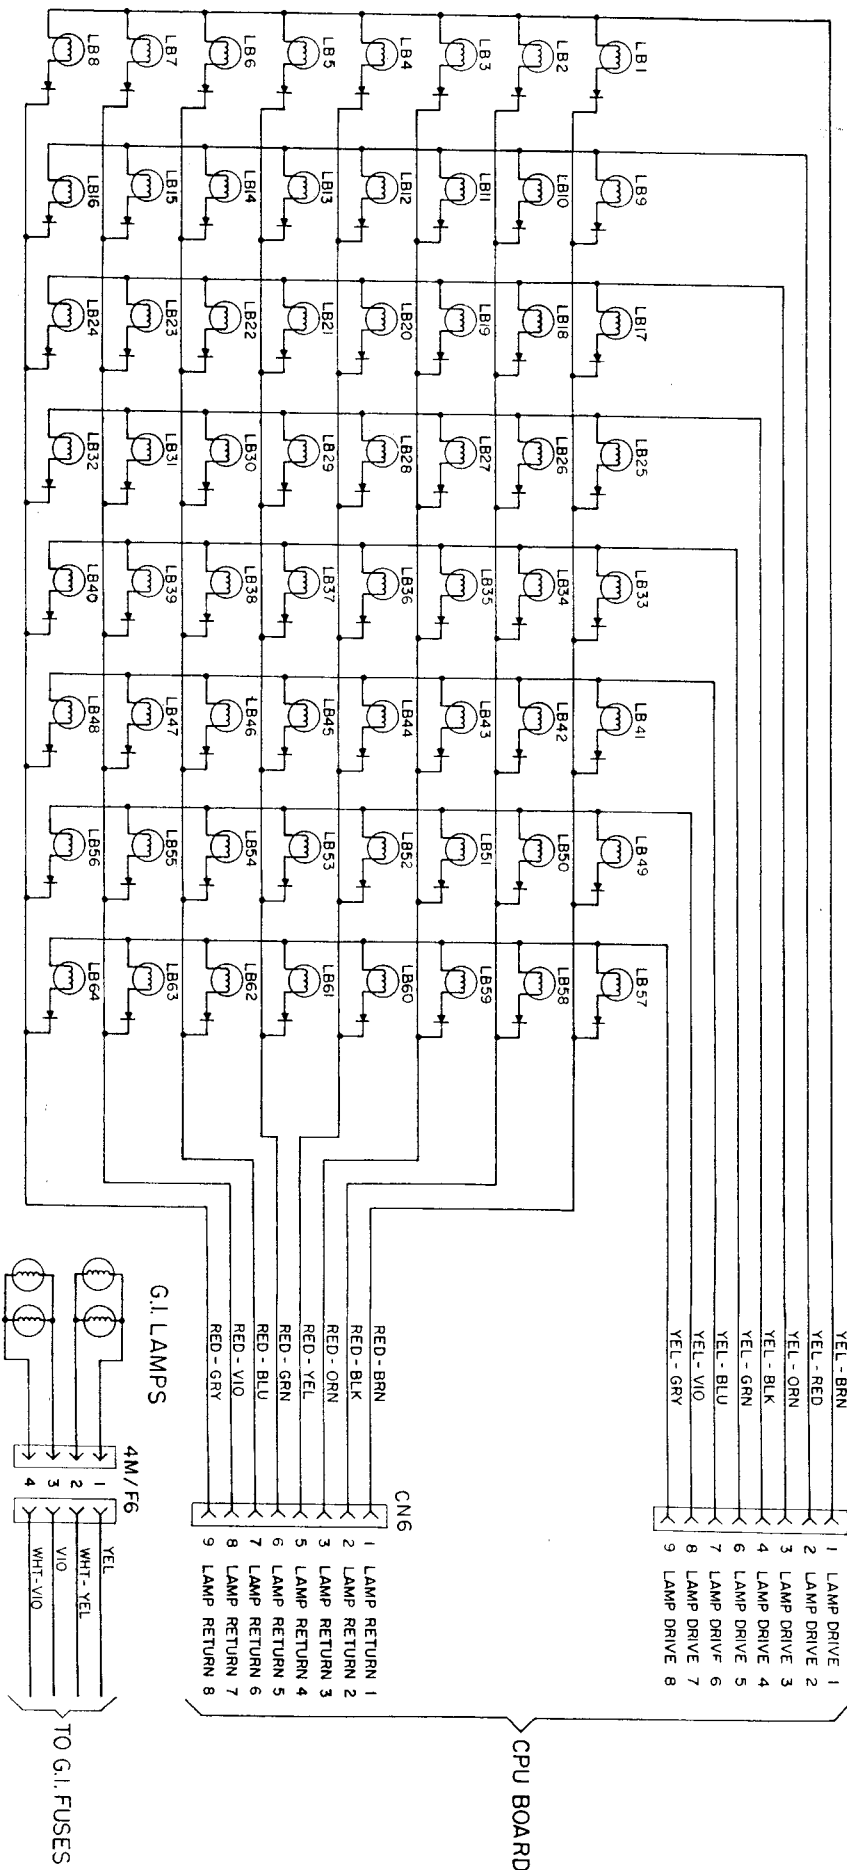 LB1
LB2
LB3
LB4
LB5
LB6
LB7
LB8
LB9
LB10
LB11
LB12
LB13
LB14
LB15
LB16
LB17
LB18
LB19
LB20
LB21
LB22
LB23
LB24
LB25
LB26
LB27
LB28
LB29
LB30
LB31
LB32
LB33
LB34
LB35
LB36
LB37
LB38
LB39
LB40
LB41
LB42
LB43
LB44
LB45
LB46
LB47
LB48
LB49
LB50
LB51
LB52
LB53
LB54
LB55
LB56
LB57
LB58
LB59
LB60
LB61
LB62
LB63
LB64
YEL - BRN
YEL - RED
YEL - ORN
YEL - BLK
YEL - GRN
YEL - BLU
YEL - VIO
YEL - GRY
1 LAMP DRIVE 1
2 LAMP DRIVE 2
3 LAMP DRIVE 3
4 LAMP DRIVE 4
6 LAMP DRIVE 5
7 LAMP DRIVE 6
8 LAMP DRIVE 7
9 LAMP DRIVE 8
RED - BRN
RED - BLK
RED - ORN
RED - YEL
RED - GRN
RED - BLU
RED - VIO
RED - GRY
CN6
1 LAMP RETURN 1
2 LAMP RETURN 2
3 LAMP RETURN 3
5 LAMP RETURN 4
6 LAMP RETURN 5
7 LAMP RETURN 6
8 LAMP RETURN 7
9 LAMP RETURN 8
CPU BOARD
G.I. LAMPS
4M/F6
1
2
3
4
YEL
WHT-YEL
VIO
WHT-VIO
TO G.I. FUSES